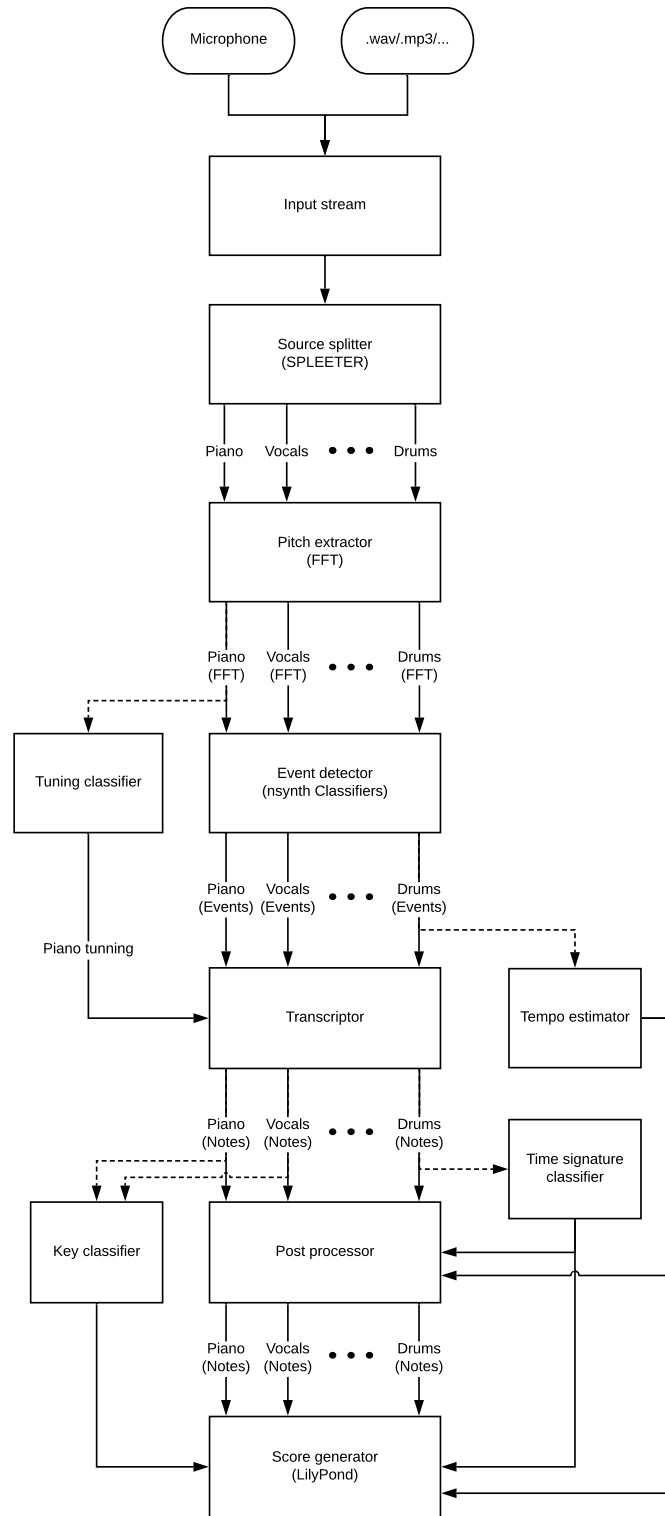 Microphone
.wav/.mp3/...
Input stream
Source splitter
(SPLEETER)
Piano
Vocals
Drums
Pitch extractor
(FFT)
Piano
(FFT)
Vocals
(FFT)
Drums
(FFT)
Tuning classifier
Event detector
(nsynth Classifiers)
Piano
(Events)
Vocals
(Events)
Drums
(Events)
Piano tunning
Transcriptor
Tempo estimator
Piano
(Notes)
Vocals
(Notes)
Drums
(Notes)
Time signature
classifier
Key classifier
Post processor
Piano
(Notes)
Vocals
(Notes)
Drums
(Notes)
Score generator
(LilyPond)